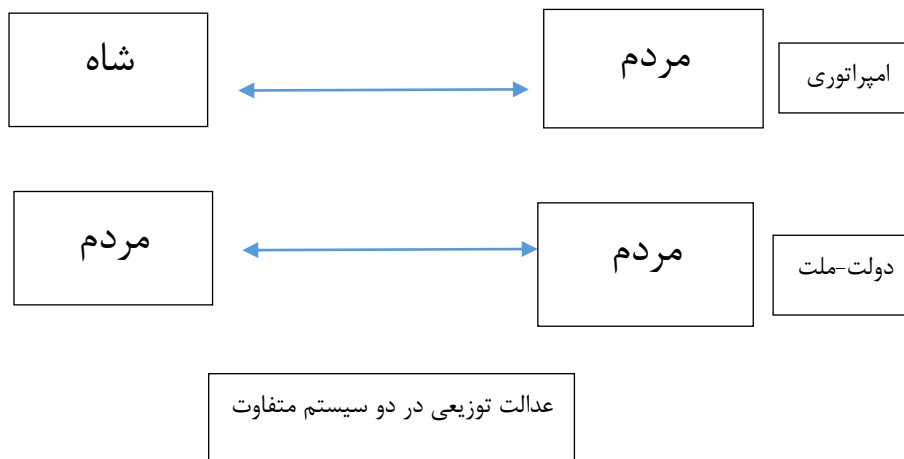 امپراتوری
مردم
شاه
دولت-ملت
مردم
مردم
عدالت توزیعی در دو سیستم متفاوت